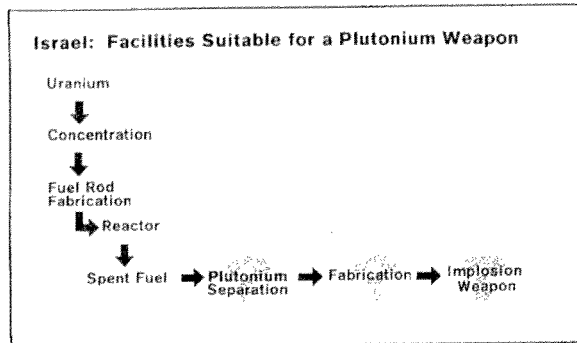 Israel: Facilities Suitable for a Plutonium Weapon
Uranium
Concentration
Fuel Rod
Fabrication
Reactor
Spent Fuel
Plutonium
Separation
Fabrication
Implosion
Weapon